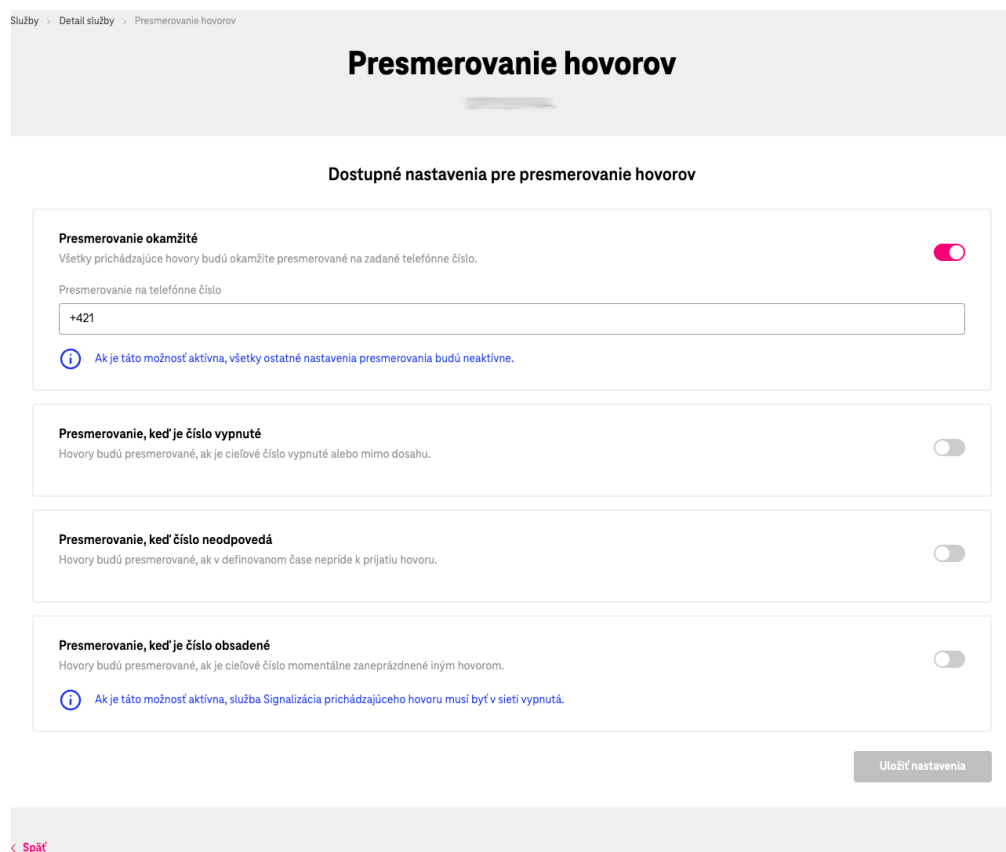 Služby > Detail služby > Presmerovanie hovorov
Presmerovanie hovorov
Dostupné nastavenia pre presmerovanie hovorov
Presmerovanie okamžité
Všetky prichádzajúce hovory budú okamžite presmerované na zadané telefónne číslo.
Presmerovanie na telefónne číslo
+421
Ak je táto možnosť aktívna, všetky ostatné nastavenia presmerovania budú neaktívne.
Presmerovanie, keď je číslo vypnuté
Hovory budú presmerované, ak je cieľové číslo vypnuté alebo mimo dosahu.
Presmerovanie, keď číslo neodpovedá
Hovory budú presmerované, ak v definovanom čase nepríde k prijatiu hovoru.
Presmerovanie, keď je číslo obsadené
Hovory budú presmerované, ak je cieľové číslo momentálne zaneprázdnené iným hovorom.
Ak je táto možnosť aktívna, služba Signalizácia prichádzajúceho hovoru musí byť v sieti vypnutá.
Uložiť nastavenia
< Späť